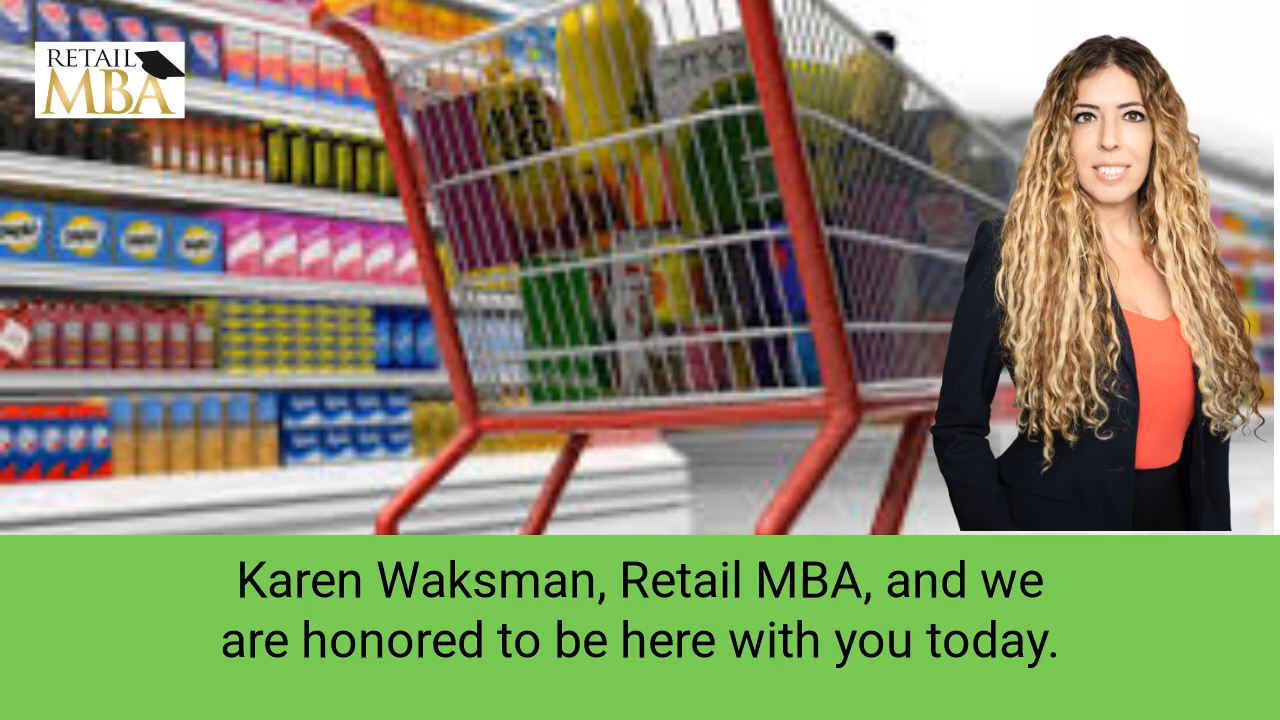 RETAIL
MBA
Karen Waksman, Retail MBA, and we
are honored to be here with you today.